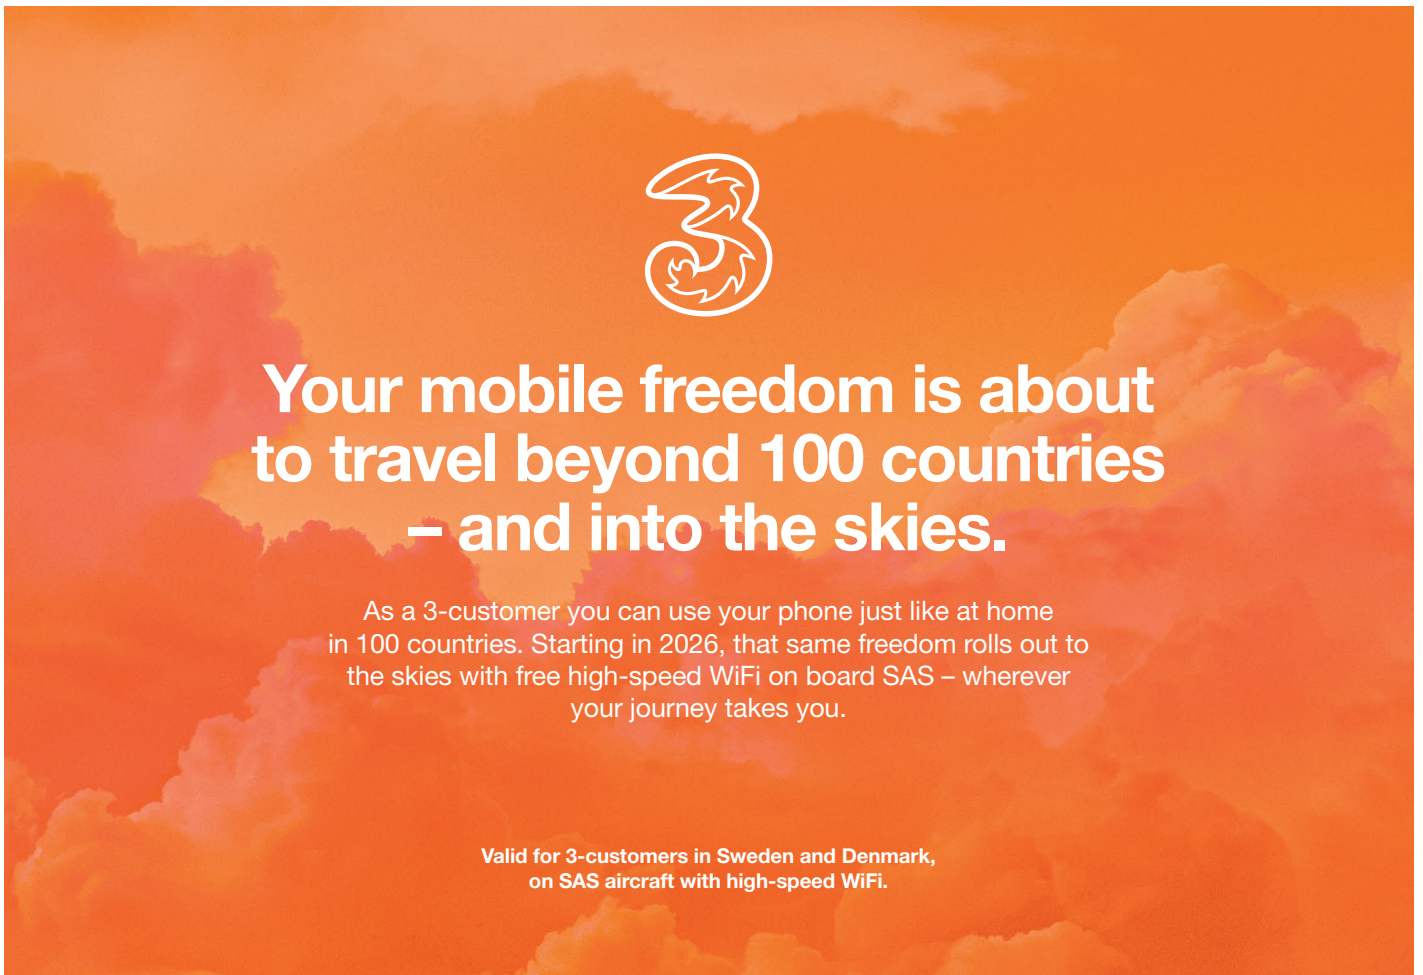 3
Your mobile freedom is about
to travel beyond 100 countries
– and into the skies.
As a 3-customer you can use your phone just like at home
in 100 countries. Starting in 2026, that same freedom rolls out to
the skies with free high-speed WiFi on board SAS – wherever
your journey takes you.
Valid for 3-customers in Sweden and Denmark,
on SAS aircraft with high-speed WiFi.